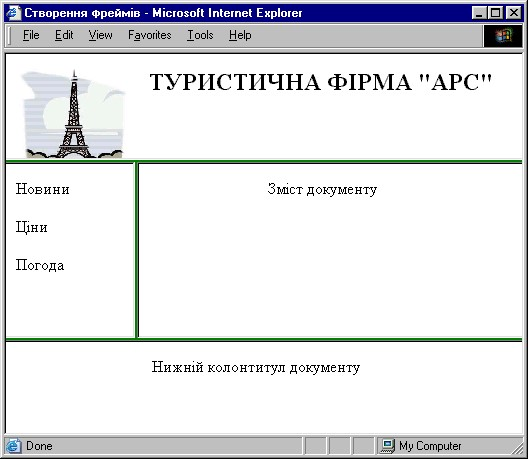 Створення фреймів - Microsoft Internet Explorer
File Edit View Favorites Tools Help
ТУРИСТИЧНА ФІРМА "АРС"
Новини
Зміст документу
Ціни
Погода
Нижній колонтитул документу
Done
My Computer